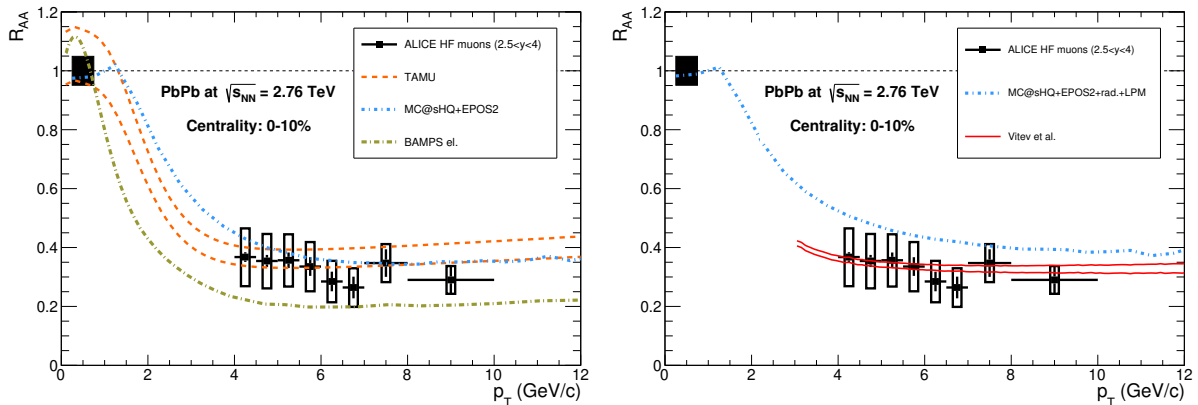 R_AA
1.2
1
0.8
0.6
0.4
0.2
0
ALICE HF muons (2.5<y<4)
TAMU
MC@sHQ+EPOS2
BAMPS el.
PbPb at √s_NN = 2.76 TeV
Centrality: 0-10%
0 2 4 6 8 10 12
p_T (GeV/c)
R_AA
1.2
1
0.8
0.6
0.4
0.2
0
ALICE HF muons (2.5<y<4)
MC@sHQ+EPOS2+rad.+LPM
Vitev et al.
PbPb at √s_NN = 2.76 TeV
Centrality: 0-10%
0 2 4 6 8 10 12
p_T (GeV/c)